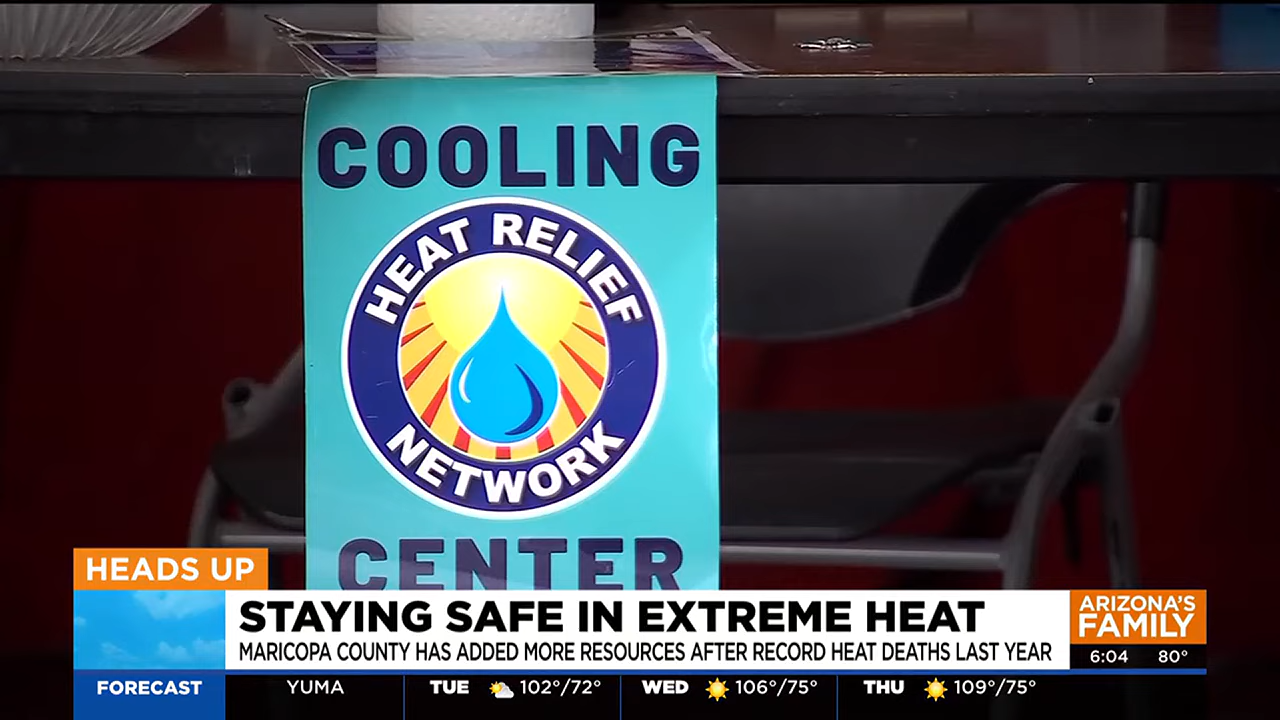 COOLING
HEAT RELIEF
NETWORK
CENTER
HEADS UP
STAYING SAFE IN EXTREME HEAT
MARICOPA COUNTY HAS ADDED MORE RESOURCES AFTER RECORD HEAT DEATHS LAST YEAR
ARIZONA'S
FAMILY
6:04 80°
FORECAST YUMA TUE 102°/72° WED 106°/75° THU 109°/75°